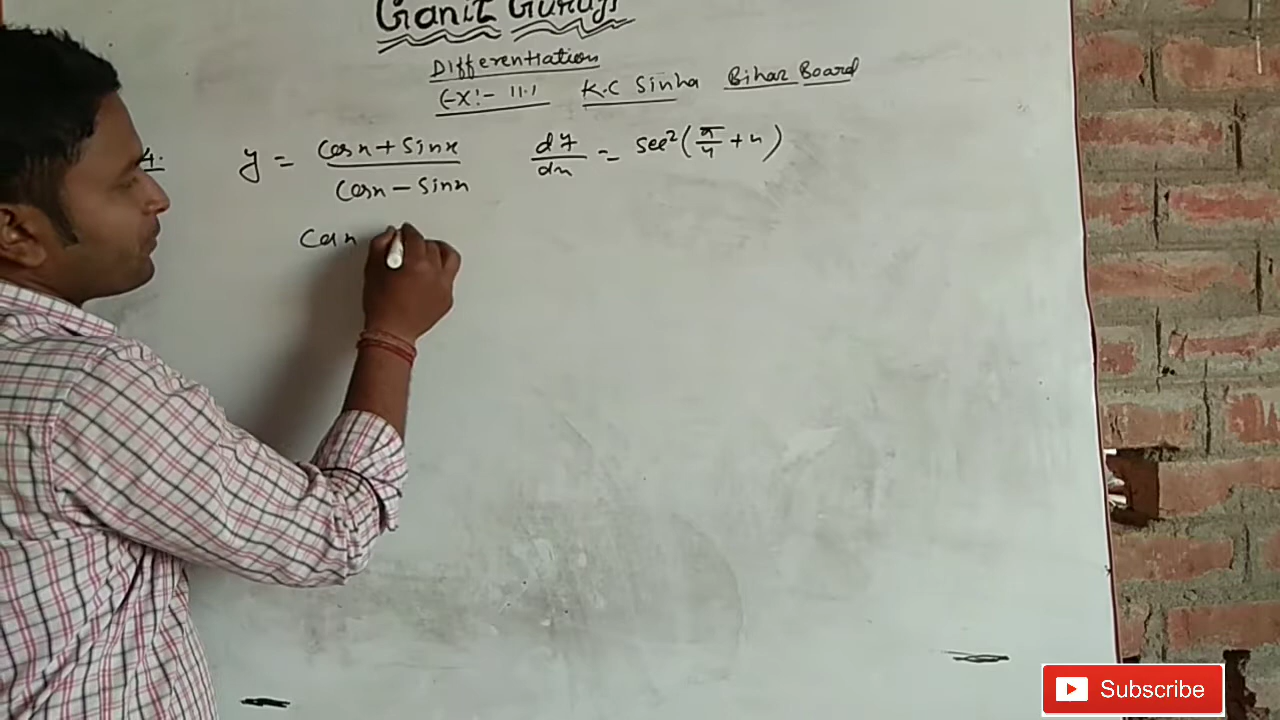 Ganit Guruji
Differentiation
Ex:- 11.1 K.C Sinha Bihar Board
4. y = cosx + sinx / cosx - sinx dy/dx = sec²(π/4 + x)
cosx
Subscribe